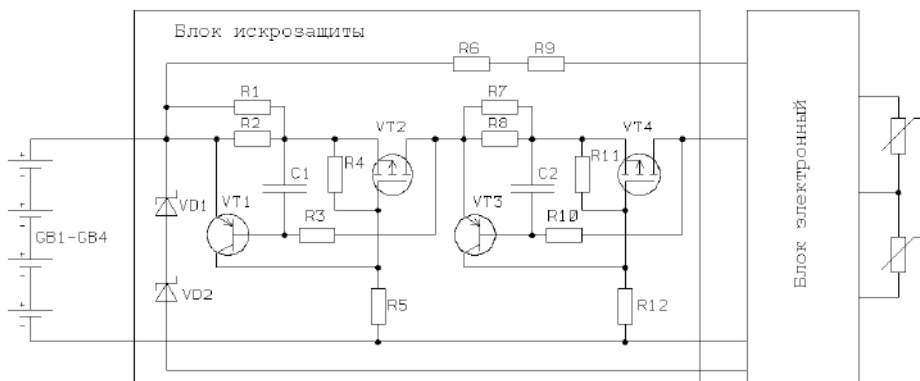 Блок искрозащиты
R6
R9
R1
R7
R2
VT2
R8
VT4
R4
R11
C1
C2
VD1
VT1
R3
VT3
R10
GB1-GB4
VD2
R5
R12
Блок электронный
+
-
+
-
+
-
+
-